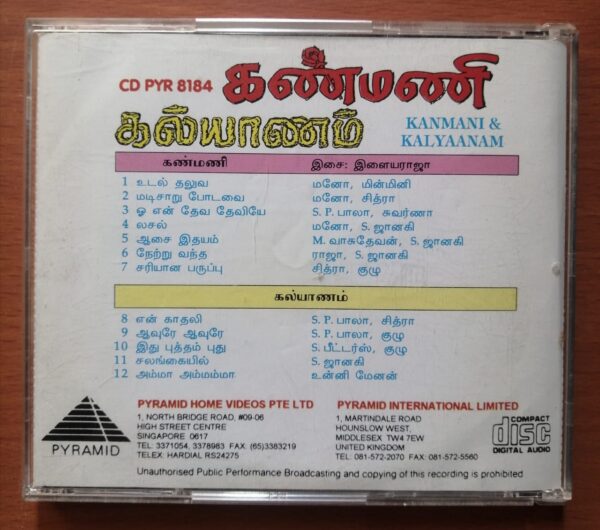 CD PYR 8184 கண்மணி
கல்யாணம் KANMANI &
KALYAANAM
கண்மணி இசை: இளையராஜா
1 உடல் தலுவ மனோ, மின்மினி
2 மடிசாறு போடவை மனோ, சித்ரா
3 ஓ என் தேவ தேவியே S. P. பாலா, சுவர்ணா
4 லசல் மனோ, S. ஜானகி
5 ஆசை இதயம் M. வாசுதேவன், S. ஜானகி
6 நேற்று வந்த ராஜா, S. ஜானகி
7 சரியான பருப்பு சித்ரா, குழு
கல்யாணம்
8 என் காதலி S. P. பாலா, சித்ரா
9 ஆவுரே ஆவுரே S. P. பாலா, குழு
10 இது புத்தம் புது S. பீட்டர்ஸ், குழு
11 சலங்கையில் S. ஜானகி
12 அம்மா அம்மம்மா உன்னி மேனன்
PYRAMID HOME VIDEOS PTE LTD PYRAMID INTERNATIONAL LIMITED
1, NORTH BRIDGE ROAD, #09-06 1, MARTINDALE ROAD
HIGH STREET CENTRE HOUNSLOW WEST,
SINGAPORE 0617 MIDDLESEX TW4 7EW
TEL: 3371054, 3378983 FAX: (65)3383219 UNITED KINGDOM
TELEX: HARDIAL RS24275 TEL: 081-572-2070 FAX: 081-572-5560
PYRAMID
COMPACT
disc
DIGITAL AUDIO
Unauthorised Public Performance Broadcasting and copying of this recording is prohibited